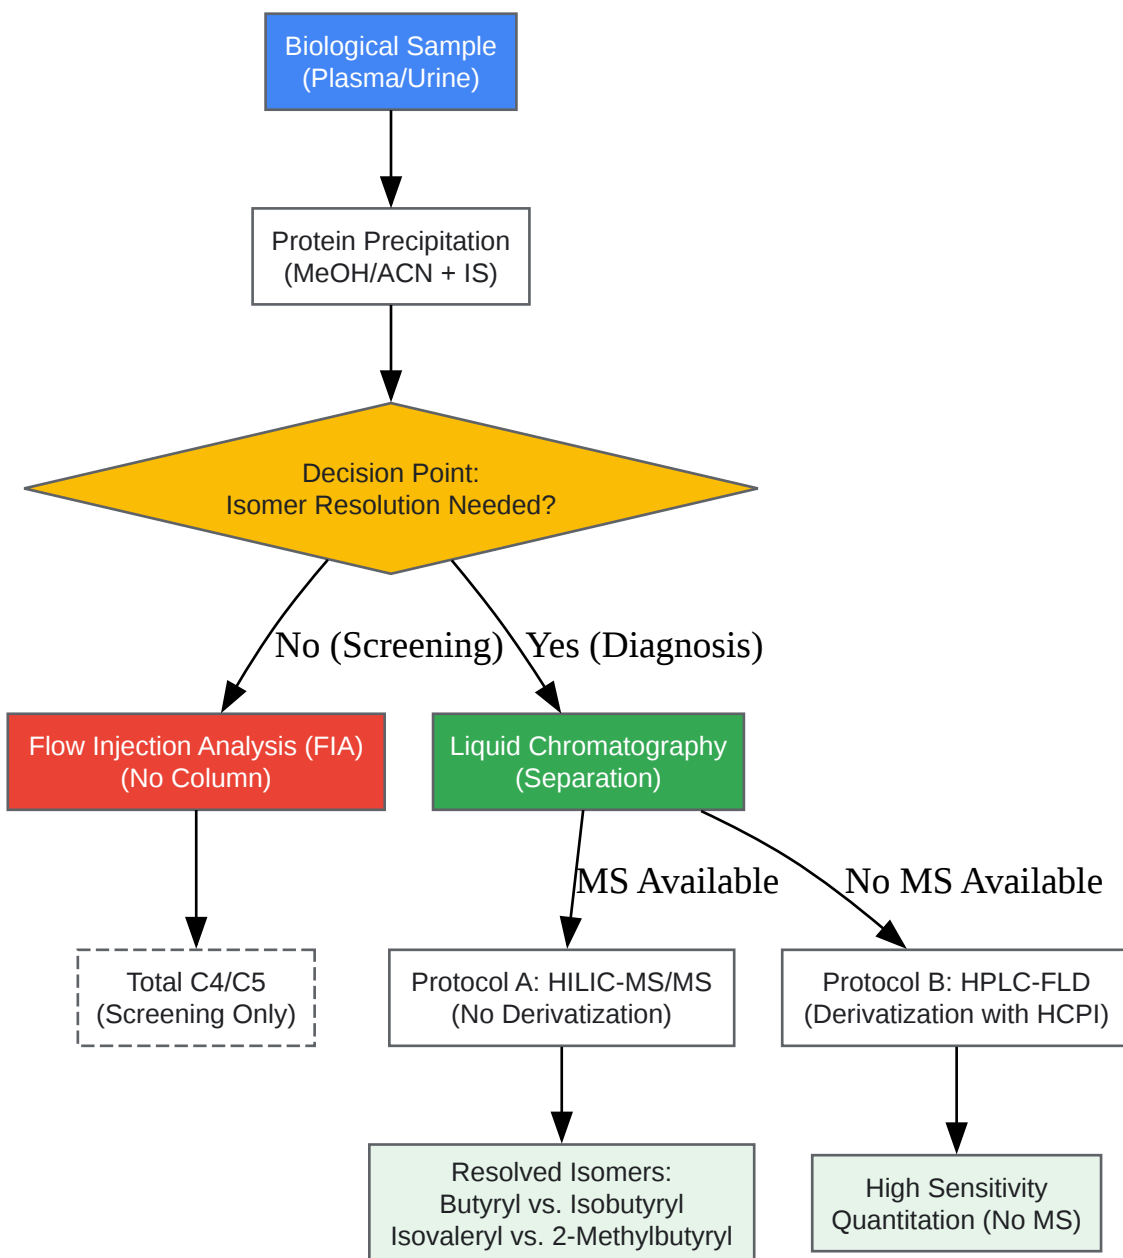 Biological Sample
(Plasma/Urine)
Protein Precipitation
(MeOH/ACN + IS)
Decision Point:
Isomer Resolution Needed?
No (Screening)
Yes (Diagnosis)
Flow Injection Analysis (FIA)
(No Column)
Liquid Chromatography
(Separation)
MS Available
No MS Available
Total C4/C5
(Screening Only)
Protocol A: HILIC-MS/MS
(No Derivatization)
Protocol B: HPLC-FLD
(Derivatization with HCPI)
Resolved Isomers:
Butyryl vs. Isobutyryl
Isovaleryl vs. 2-Methylbutyryl
High Sensitivity
Quantitation (No MS)